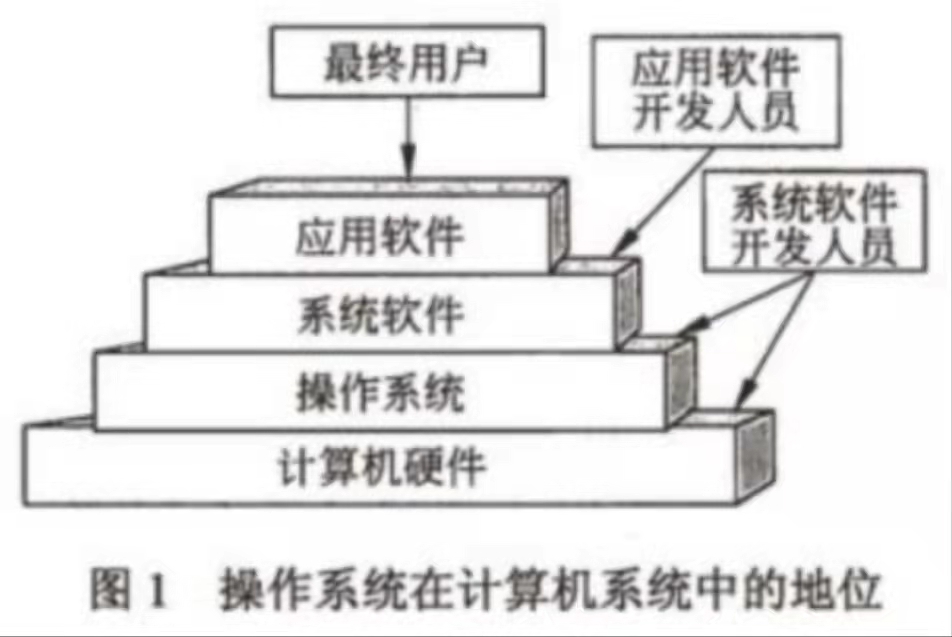 最终用户
应用软件
开发人员
系统软件
开发人员
应用软件
系统软件
操作系统
计算机硬件
图1 操作系统在计算机系统中的地位